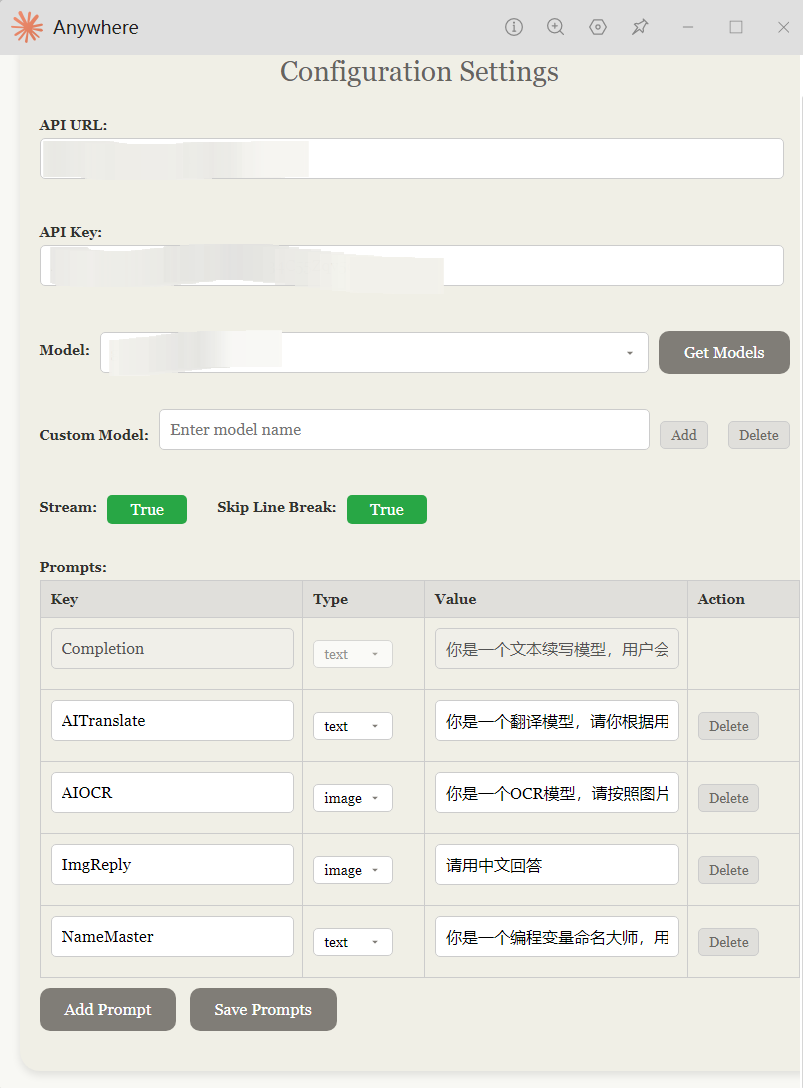 Anywhere
Configuration Settings
API URL:
API Key:
Model:
Get Models
Custom Model:
Enter model name
Add
Delete
Stream:
True
Skip Line Break:
True
Prompts:
Key Type Value Action
Completion text 你是一个文本续写模型，用户会
AITranslate text 你是一个翻译模型，请你根据用 Delete
AIOCR image 你是一个OCR模型，请按照图片 Delete
ImgReply image 请用中文回答 Delete
NameMaster text 你是一个编程变量命名大师，用 Delete
Add Prompt
Save Prompts